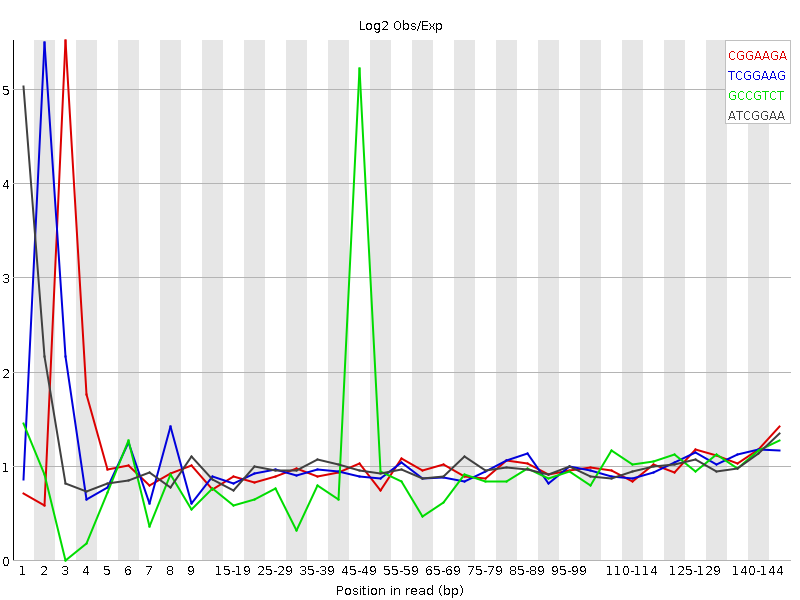 Log2 Obs/Exp
CGGAAGA
TCGGAAG
GCCGTCT
ATCGGAA
5
4
3
2
1
0
1 2 3 4 5 6 7 8 9 15-19 25-29 35-39 45-49 55-59 65-69 75-79 85-89 95-99 110-114 125-129 140-144
Position in read (bp)